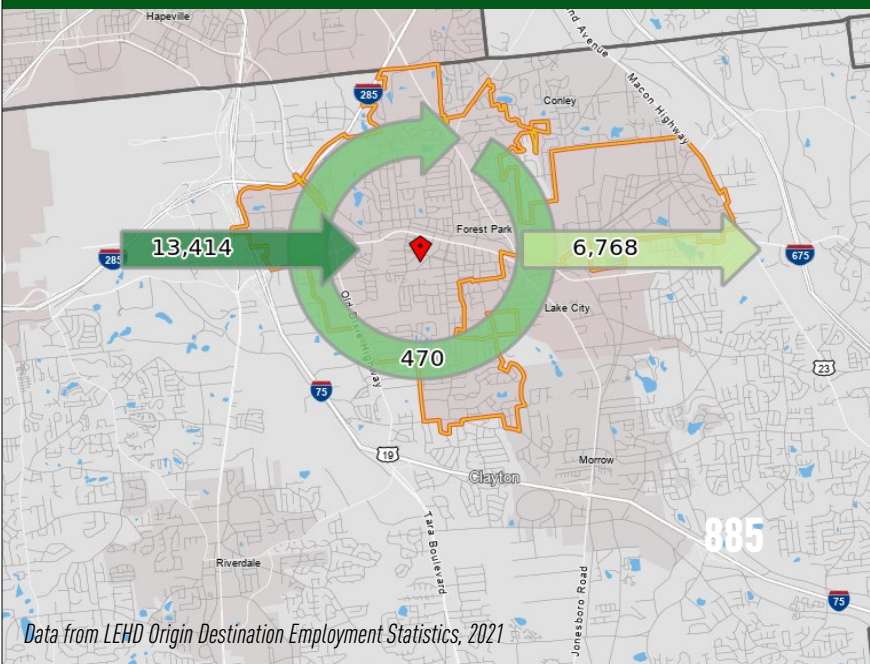 Hapeville
nd Avenue
Macon Highway
285
Conley
Forest Park
13,414
285
6,768
675
Old Dixie Highway
Lake City
470
23
75
19
Morrow
Clayton
885
Riverdale
Tara Boulevard
Jonesboro Road
75
Data from LEHD Origin Destination Employment Statistics, 2021